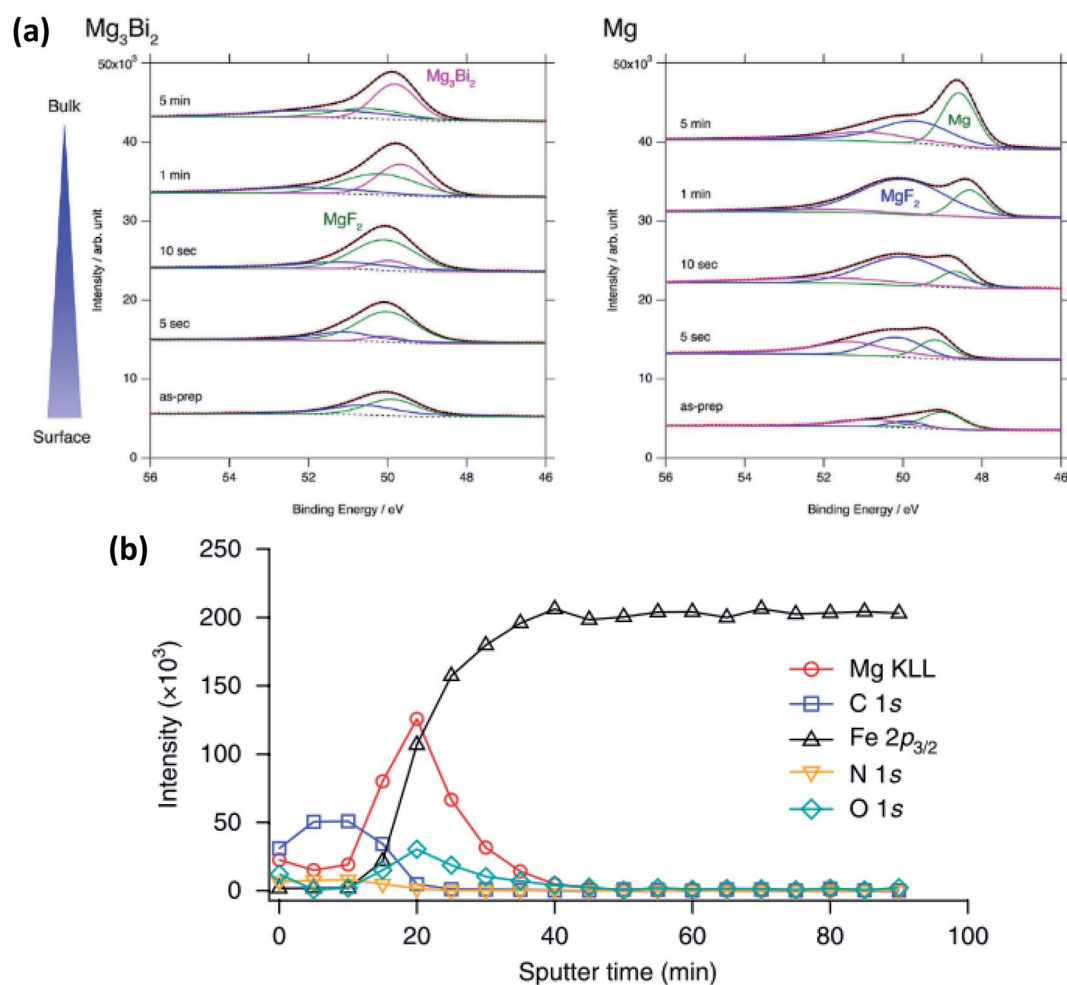 (a)
Mg₃Bi₂
Mg
Bulk
Surface
50x10³
40
30
20
10
0
Intensity / arb. unit
5 min
1 min
10 sec
5 sec
as-prep
Mg₃Bi₂
MgF₂
56 54 52 50 48 46
Binding Energy / eV
50x10³
40
30
20
10
0
Intensity / arb. unit
5 min
1 min
10 sec
5 sec
as-prep
Mg
MgF₂
56 54 52 50 48 46
Binding Energy / eV
(b)
250
200
150
100
50
0
Intensity (×10³)
Mg KLL
C 1s
Fe 2p₃/₂
N 1s
O 1s
0 20 40 60 80 100
Sputter time (min)